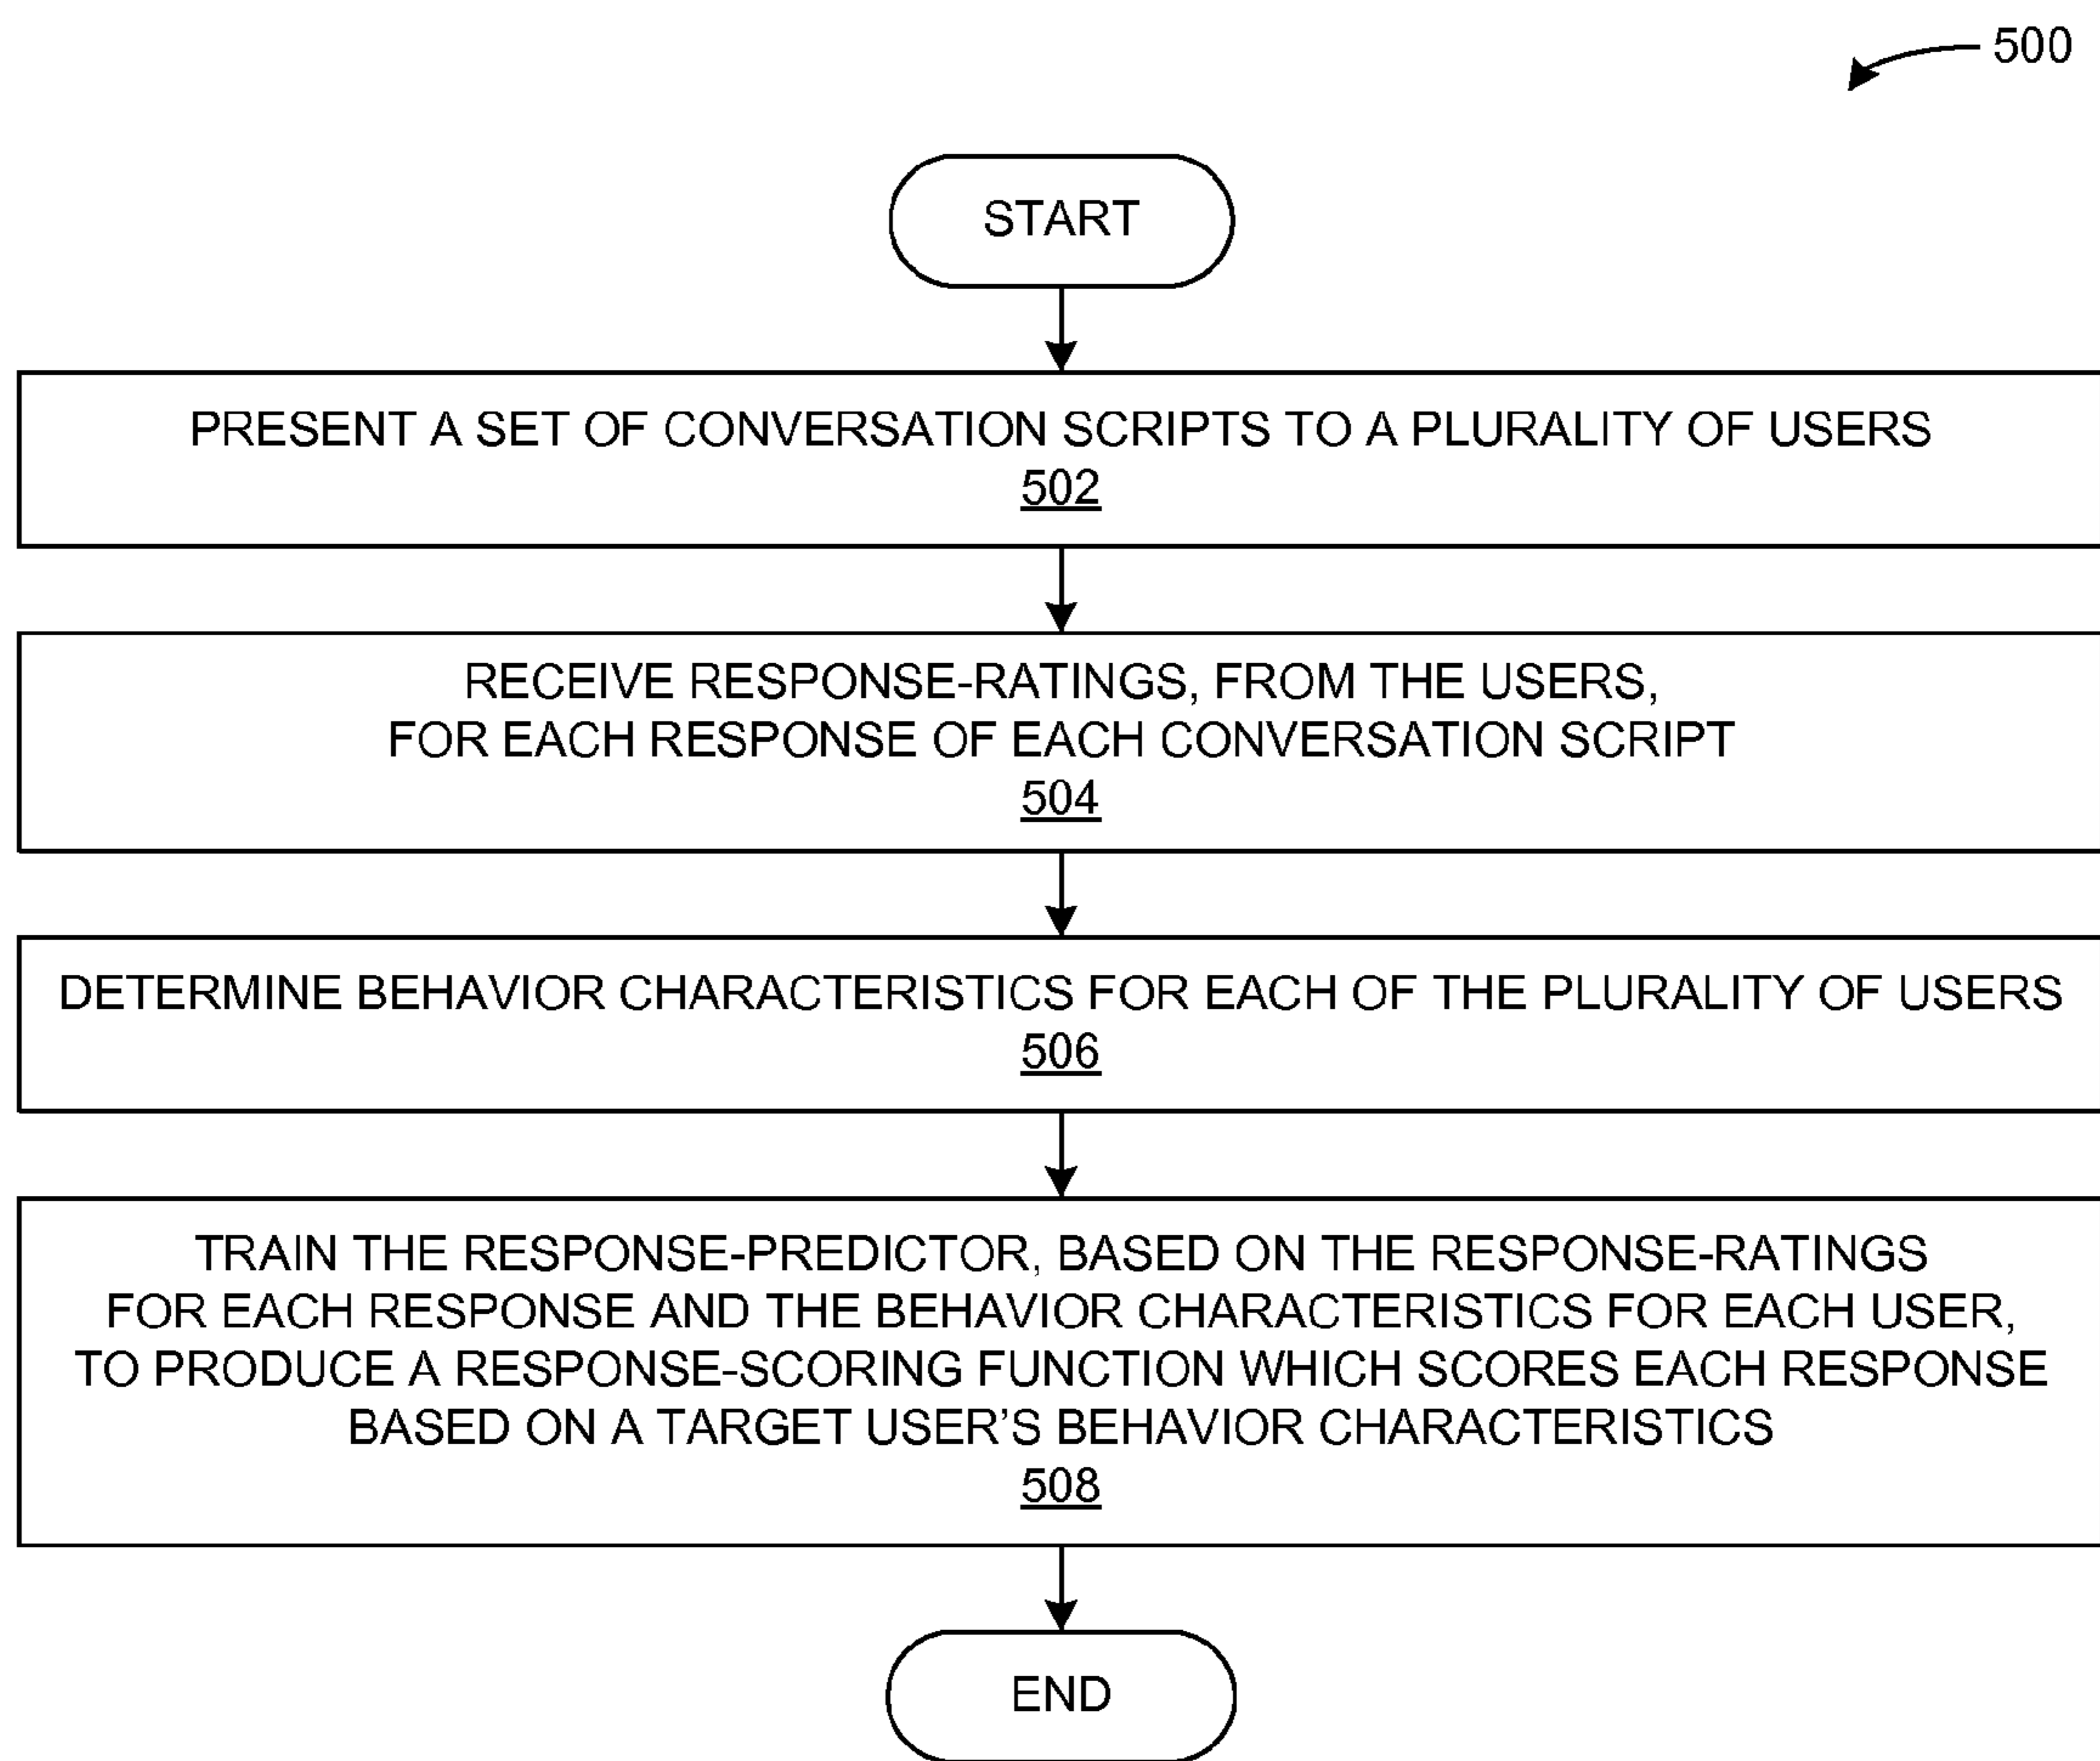 500
START
PRESENT A SET OF CONVERSATION SCRIPTS TO A PLURALITY OF USERS
502
RECEIVE RESPONSE-RATINGS, FROM THE USERS,
FOR EACH RESPONSE OF EACH CONVERSATION SCRIPT
504
DETERMINE BEHAVIOR CHARACTERISTICS FOR EACH OF THE PLURALITY OF USERS
506
TRAIN THE RESPONSE-PREDICTOR, BASED ON THE RESPONSE-RATINGS
FOR EACH RESPONSE AND THE BEHAVIOR CHARACTERISTICS FOR EACH USER,
TO PRODUCE A RESPONSE-SCORING FUNCTION WHICH SCORES EACH RESPONSE
BASED ON A TARGET USER’S BEHAVIOR CHARACTERISTICS
508
END